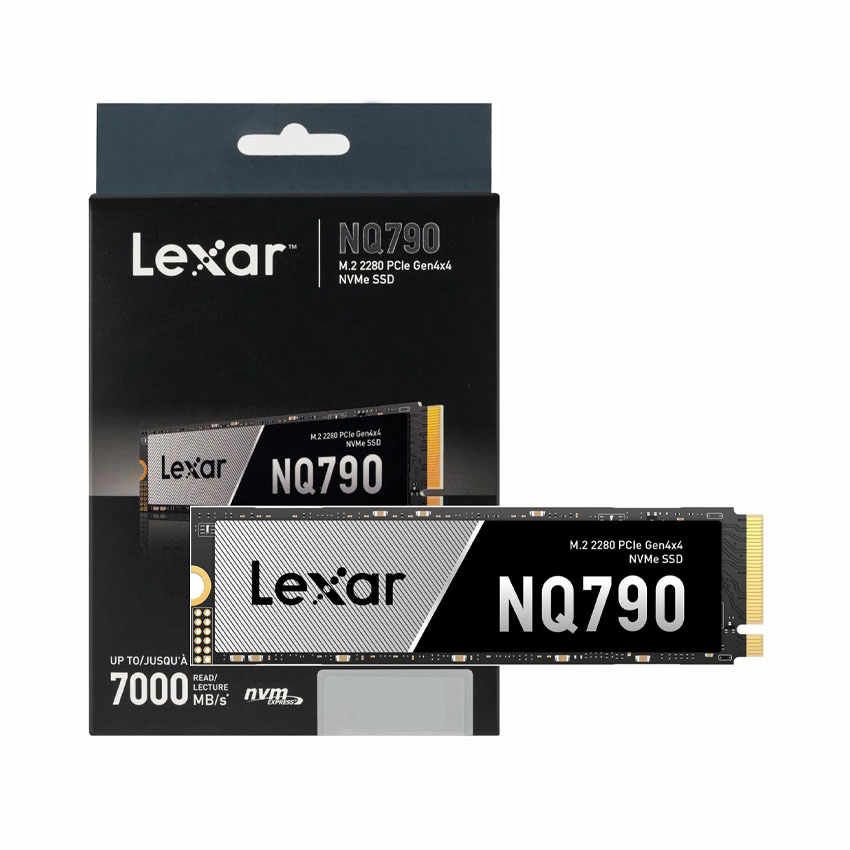 Lexar™
NQ790
M.2 2280 PCIe Gen4x4
NVMe SSD
M.2 2280 PCIe Gen4x4
NVMe SSD
Lexar
NQ790
M.2 2280 PCIe Gen4x4
NVMe SSD
Lexar
NQ790
UP TO/JUSQU'À
7000 READ/
LECTURE
MB/s*
nvm
EXPRESS